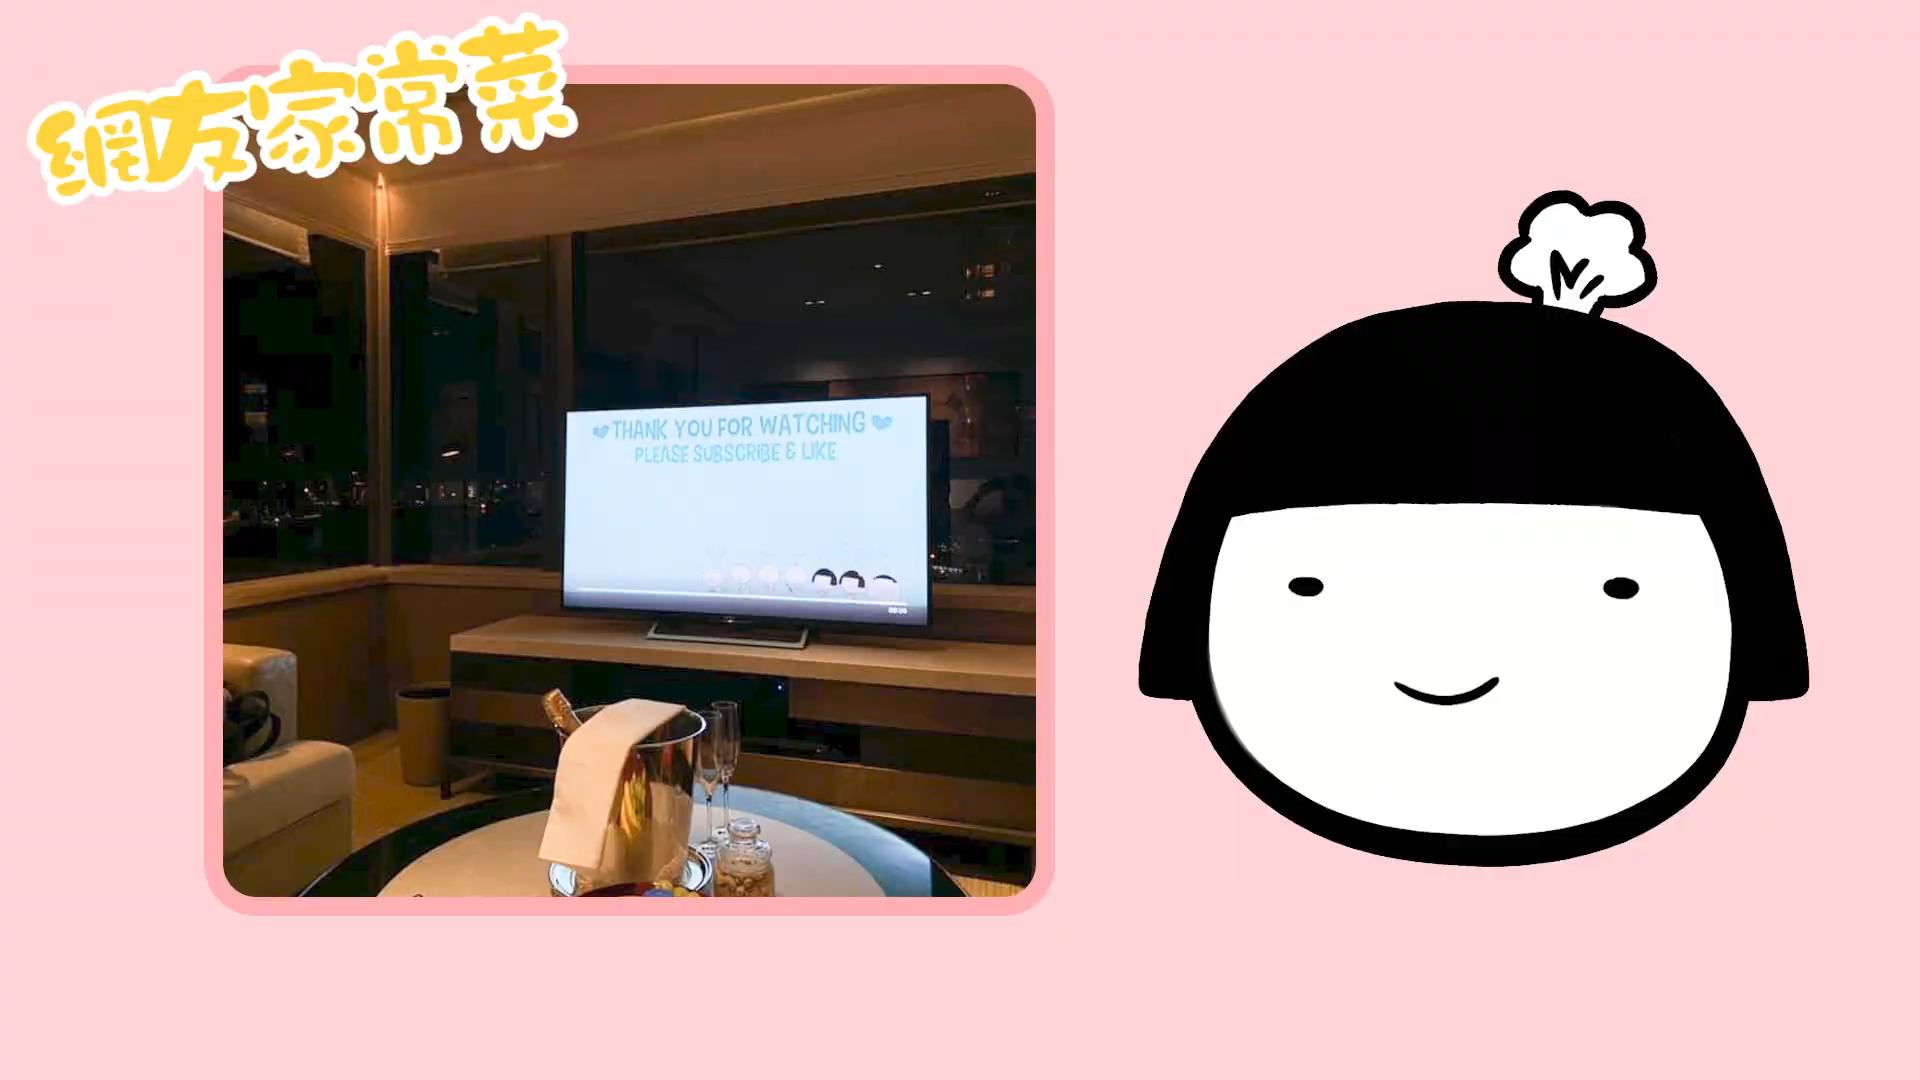 網友家常菜
THANK YOU FOR WATCHING
PLEASE SUBSCRIBE & LIKE